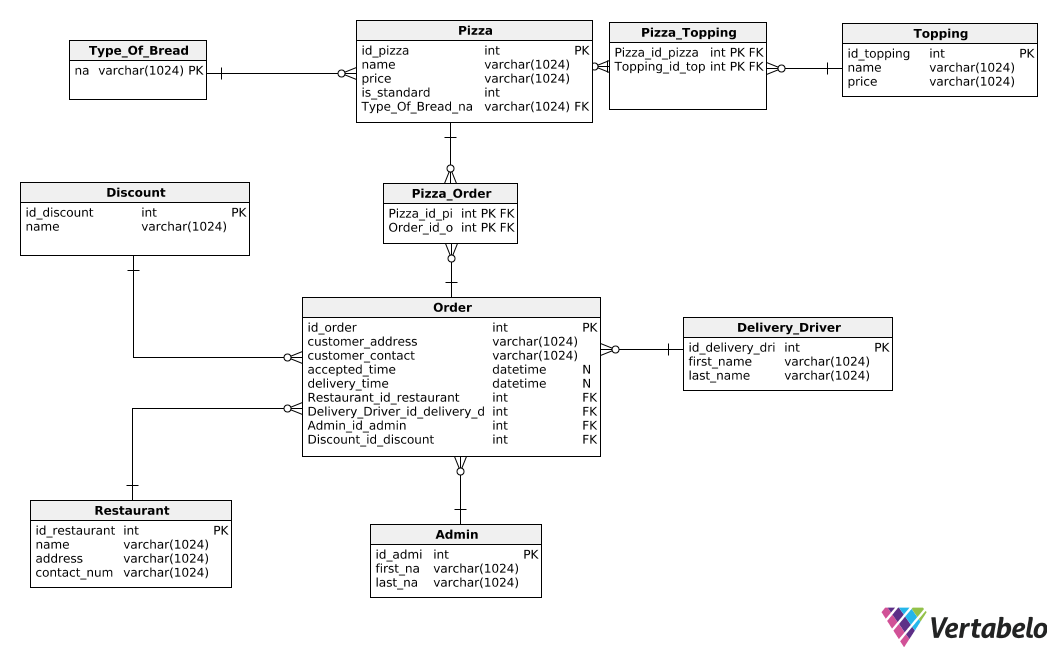 Type_Of_Bread
na varchar(1024) PK
Pizza
id_pizza int PK
name varchar(1024)
price varchar(1024)
is_standard int
Type_Of_Bread_na varchar(1024) FK
Pizza_Topping
Pizza_id_pizza int PK FK
Topping_id_top int PK FK
Topping
id_topping int PK
name varchar(1024)
price varchar(1024)
Discount
id_discount int PK
name varchar(1024)
Pizza_Order
Pizza_id_pi int PK FK
Order_id_o int PK FK
Order
id_order int PK
customer_address varchar(1024)
customer_contact varchar(1024)
accepted_time datetime N
delivery_time datetime N
Restaurant_id_restaurant int FK
Delivery_Driver_id_delivery_d int FK
Admin_id_admin int FK
Discount_id_discount int FK
Delivery_Driver
id_delivery_dri int PK
first_name varchar(1024)
last_name varchar(1024)
Restaurant
id_restaurant int PK
name varchar(1024)
address varchar(1024)
contact_num varchar(1024)
Admin
id_admi int PK
first_na varchar(1024)
last_na varchar(1024)
Vertabelo